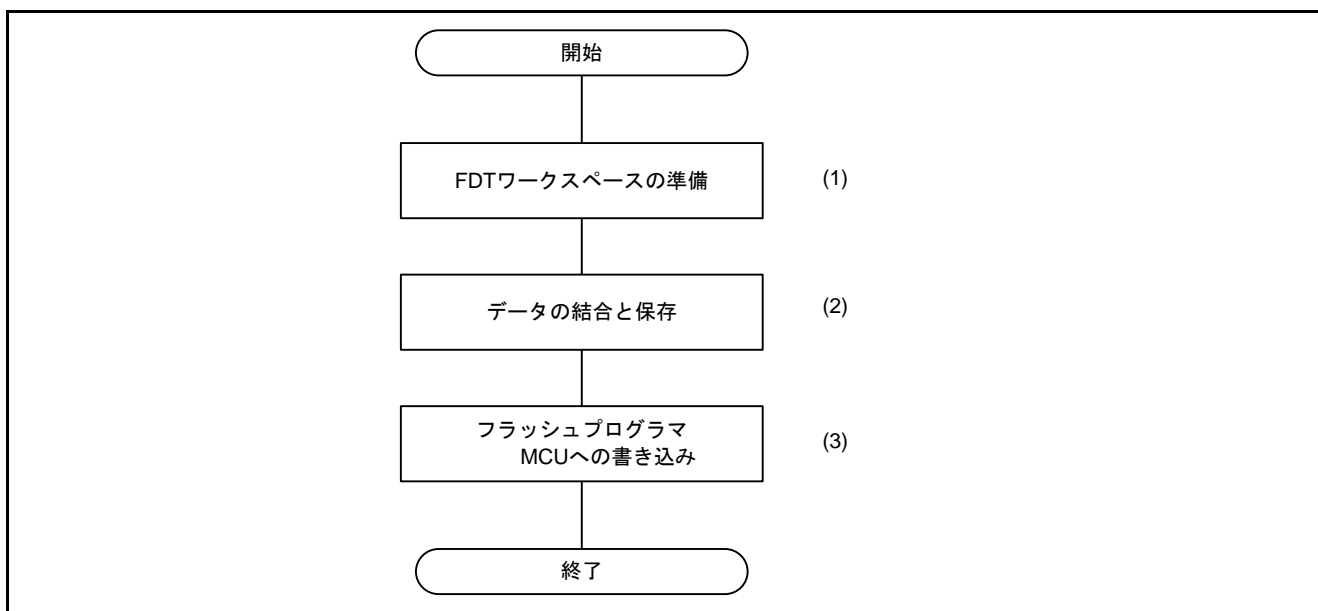 開始
FDTワークスペースの準備
(1)
データの結合と保存
(2)
フラッシュプログラマ
MCUへの書き込み
(3)
終了